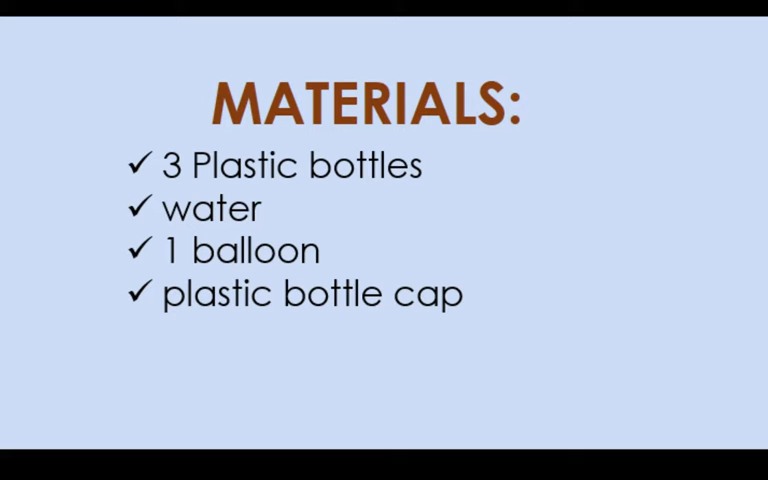 MATERIALS:
✓ 3 Plastic bottles
✓ water
✓ 1 balloon
✓ plastic bottle cap